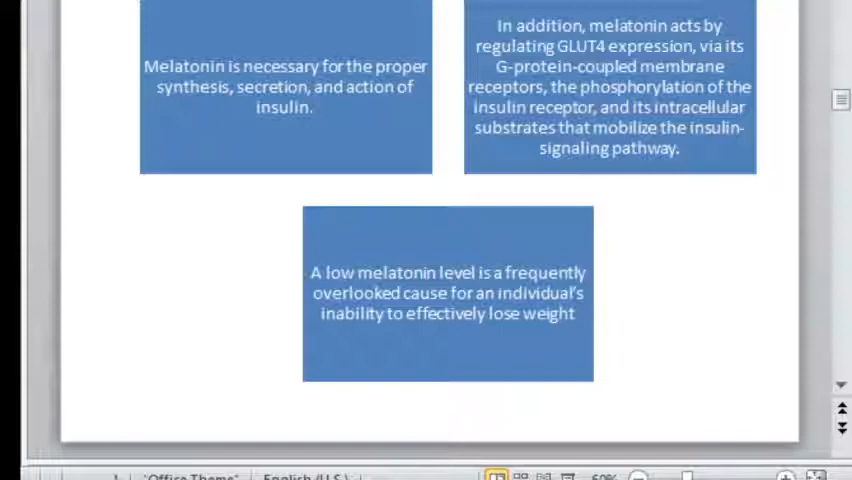 Melatonin is necessary for the proper
synthesis, secretion, and action of
insulin.
In addition, melatonin acts by
regulating GLUT4 expression, via its
G-protein-coupled membrane
receptors, the phosphorylation of the
insulin receptor, and its intracellular
substrates that mobilize the insulin-
signaling pathway.
A low melatonin level is a frequently
overlooked cause for an individual's
inability to effectively lose weight
"Office Theme" English (U.S.) 60%